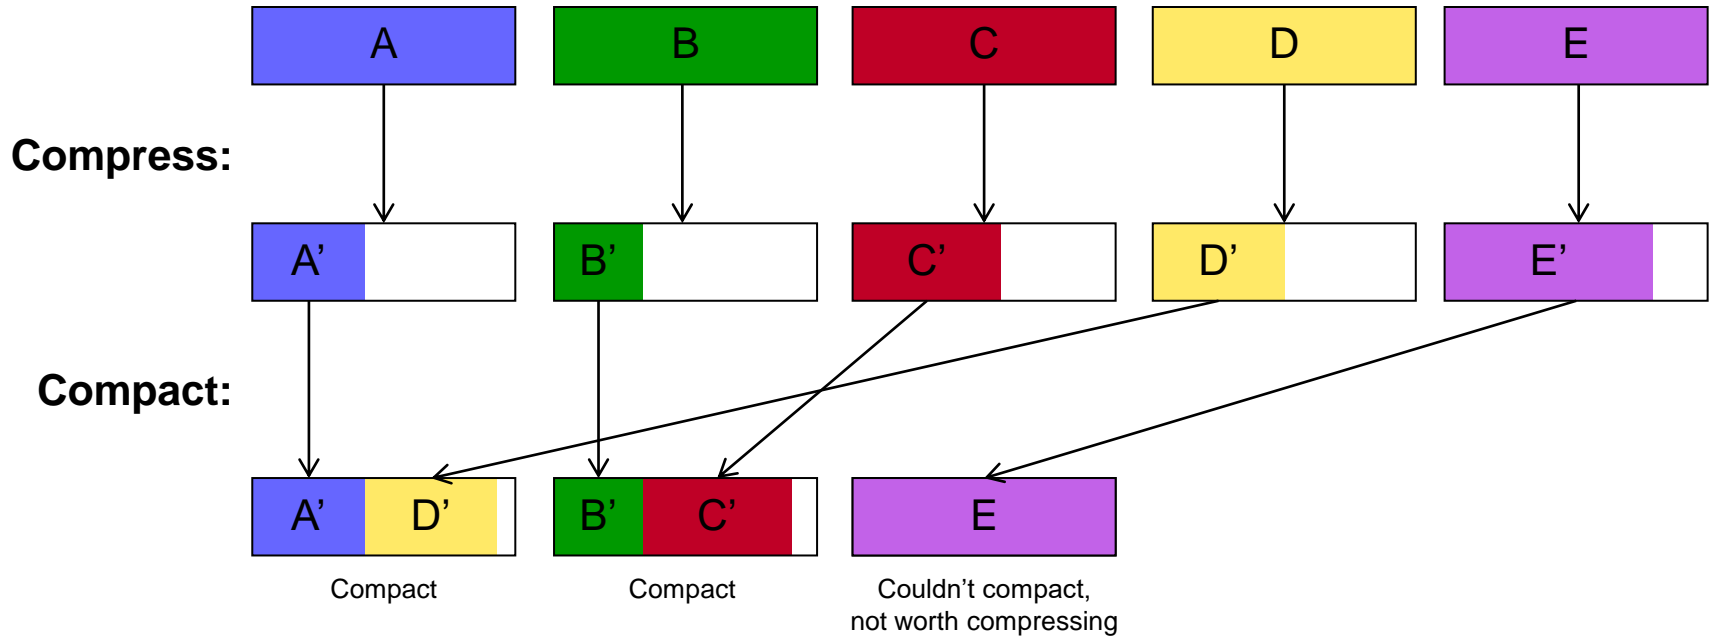 A
B
C
D
E
Compress:
A’
B’
C’
D’
E’
Compact:
A’
D’
B’
C’
E
Compact
Compact
Couldn’t compact,
not worth compressing